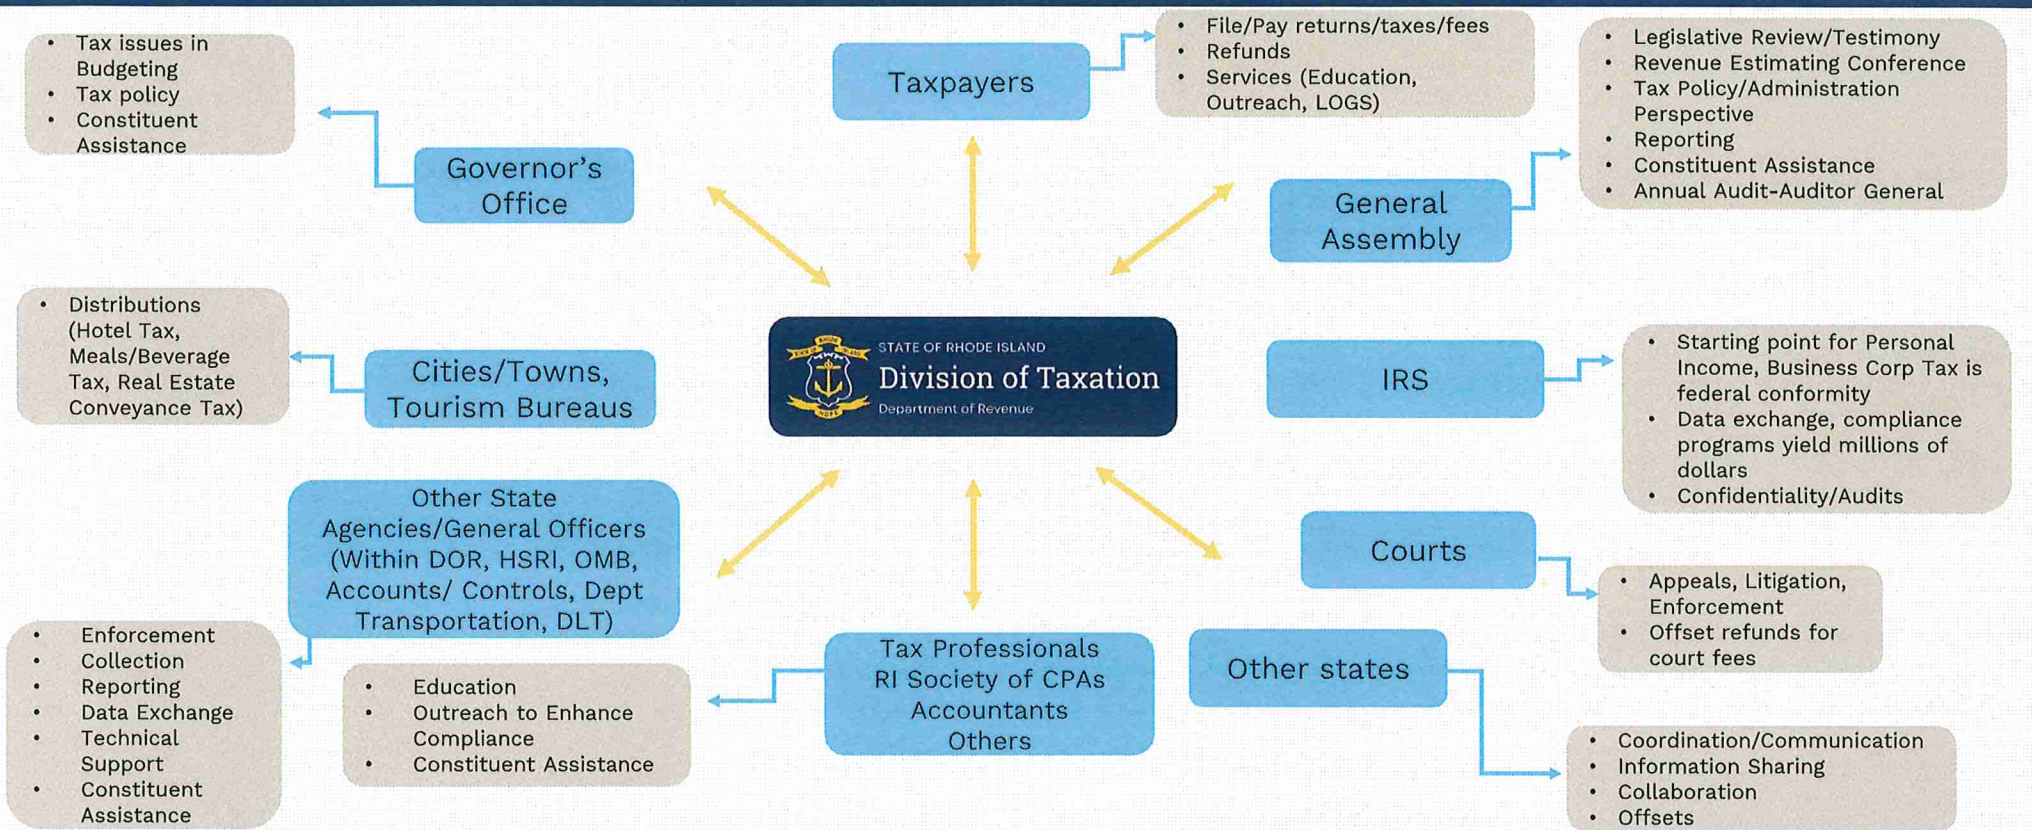 • Tax issues in
Budgeting
• Tax policy
• Constituent
Assistance
Governor's
Office
Taxpayers
• File/Pay returns/taxes/fees
• Refunds
• Services (Education,
Outreach, LOGS)
General
Assembly
• Legislative Review/Testimony
• Revenue Estimating Conference
• Tax Policy/Administration
Perspective
• Reporting
• Constituent Assistance
• Annual Audit-Auditor General
• Distributions
(Hotel Tax,
Meals/Beverage
Tax, Real Estate
Conveyance Tax)
Cities/Towns,
Tourism Bureaus
STATE OF RHODE ISLAND
Division of Taxation
Department of Revenue
HOPE
IRS
• Starting point for Personal
Income, Business Corp Tax is
federal conformity
• Data exchange, compliance
programs yield millions of
dollars
• Confidentiality/Audits
Other State
Agencies/General Officers
(Within DOR, HSRI, OMB,
Accounts/ Controls, Dept
Transportation, DLT)
• Enforcement
• Collection
• Reporting
• Data Exchange
• Technical
Support
• Constituent
Assistance
• Education
• Outreach to Enhance
Compliance
• Constituent Assistance
Tax Professionals
RI Society of CPAs
Accountants
Others
Courts
• Appeals, Litigation,
Enforcement
• Offset refunds for
court fees
Other states
• Coordination/Communication
• Information Sharing
• Collaboration
• Offsets